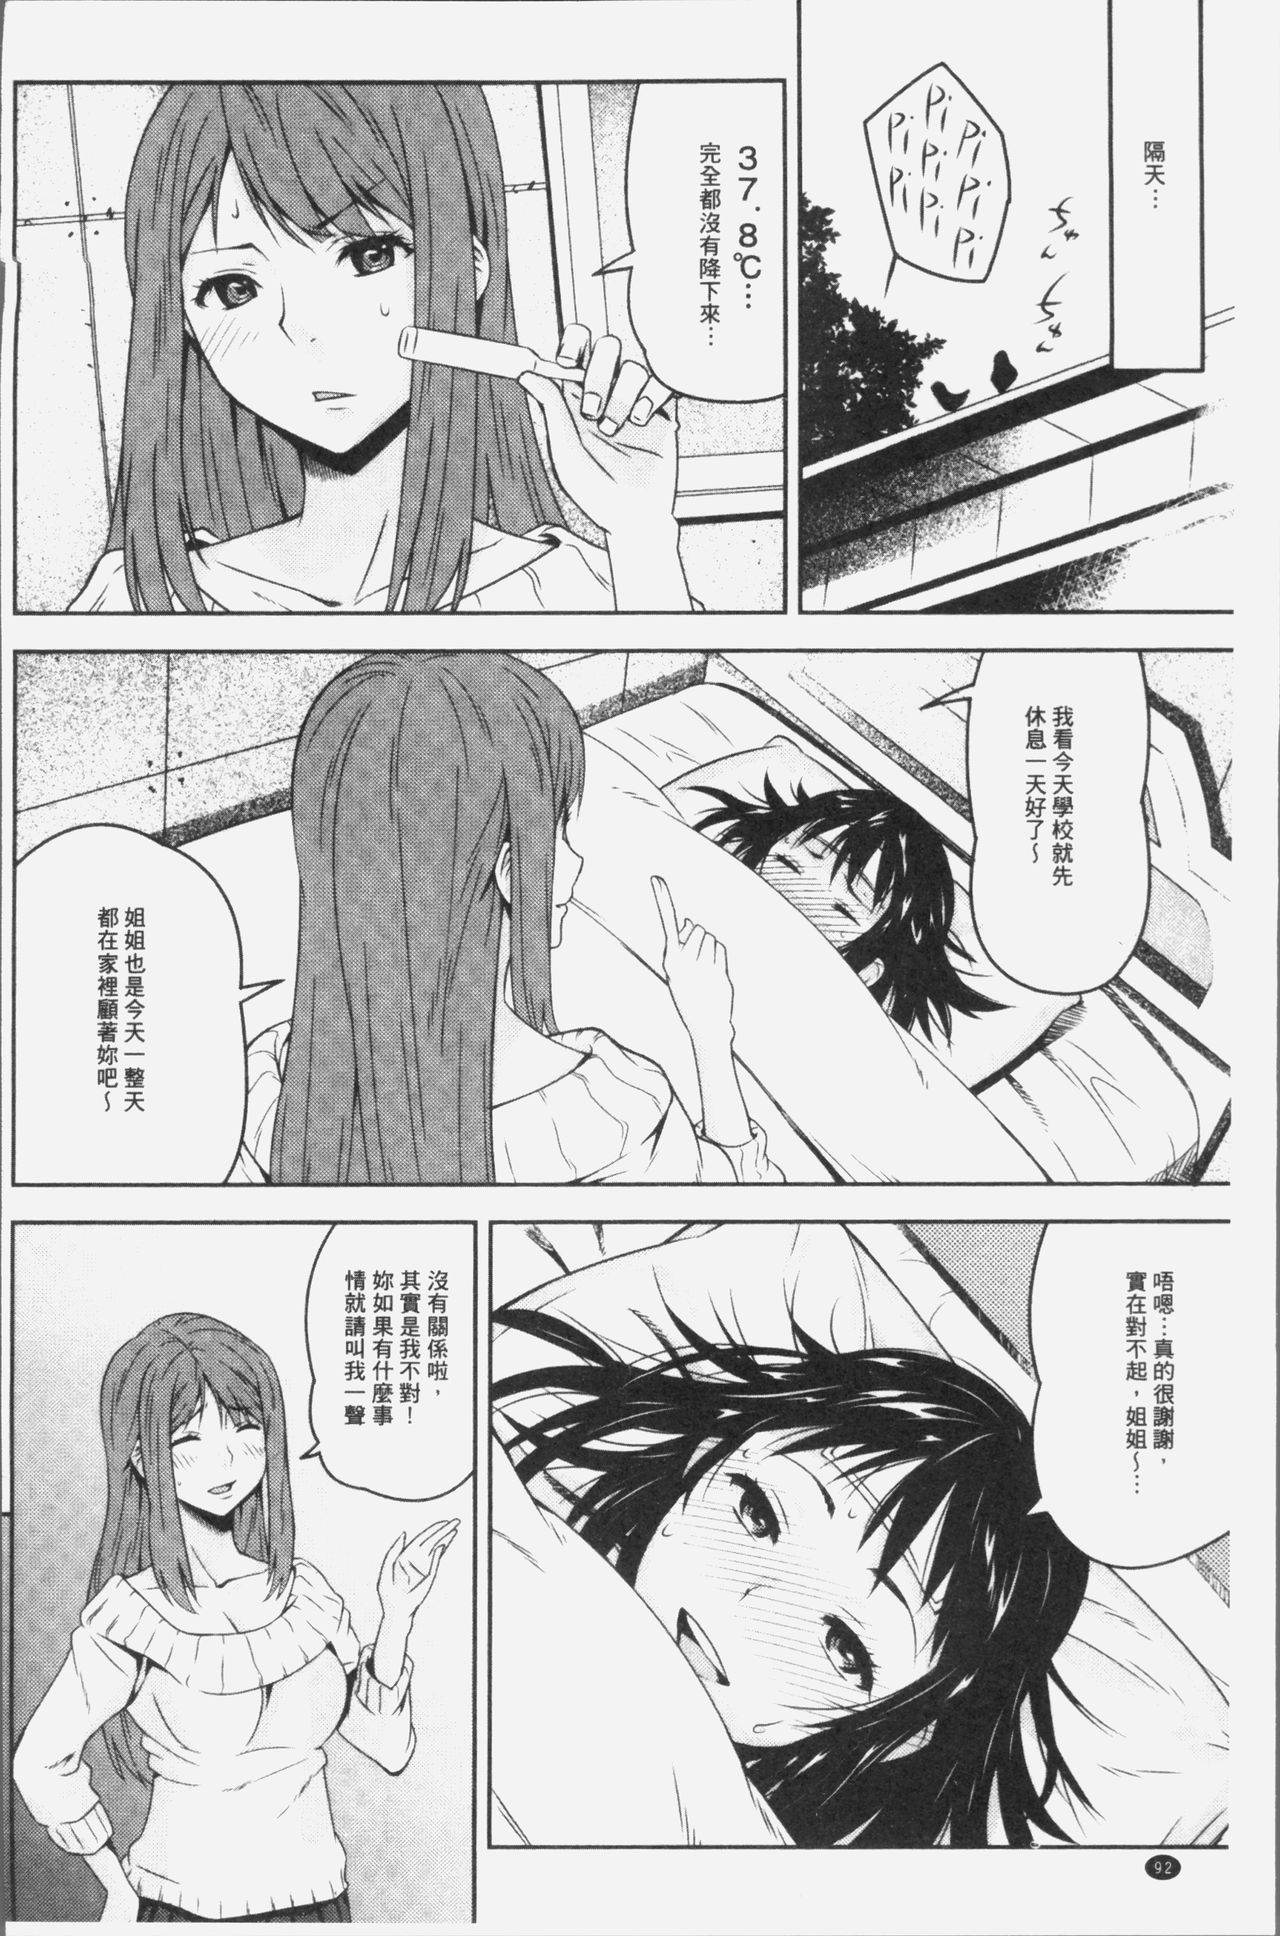 隔天…
Pi Pi Pi
Pi Pi Pi Pi
Pi Pi Pi
ちゅん
ちゅん
37.8℃…
完全都沒有降下來…
我看今天學校就先
休息一天好了～
姐姐也是今天一整天
都在家裡顧著妳吧～
唔嗯…真的很謝謝，
實在對不起，姐姐～…
沒有關係啦，
其實是我不對！
妳如果有什麼事
情就請叫我一聲
92